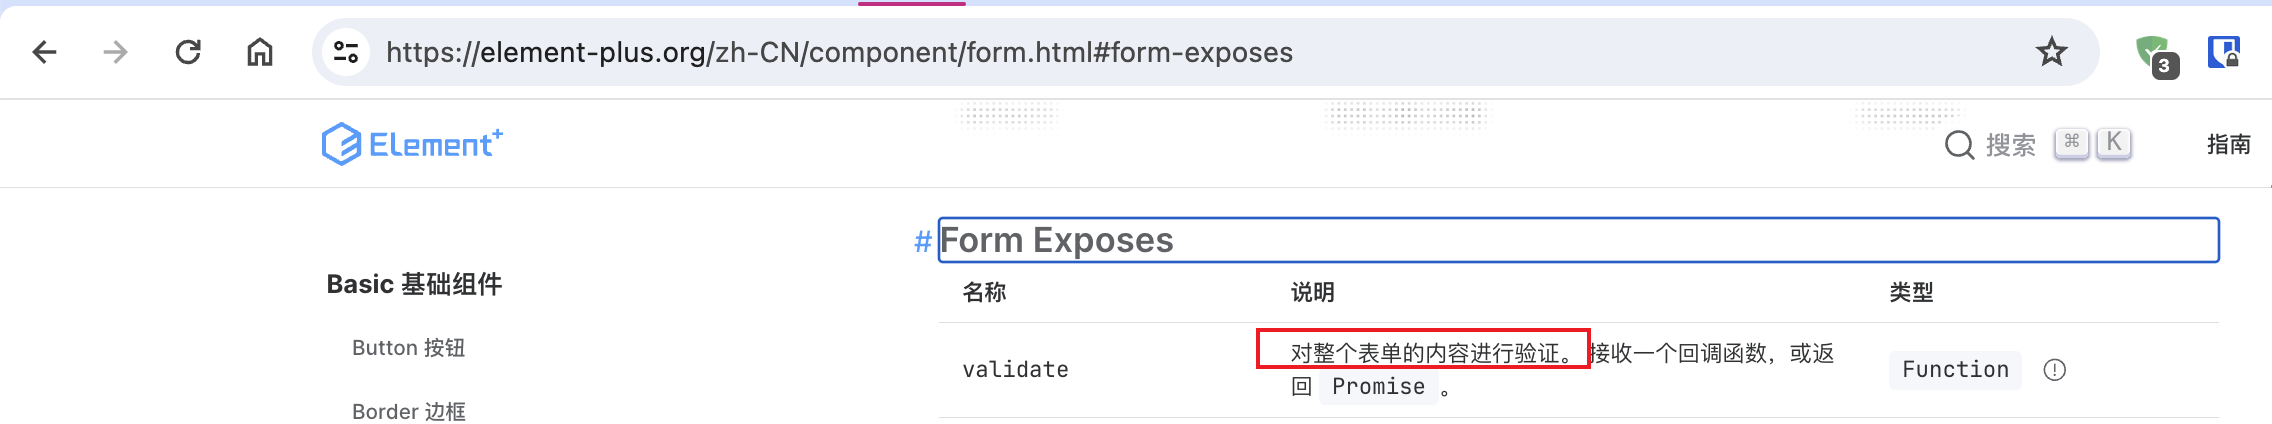 https://element-plus.org/zh-CN/component/form.html#form-exposes
3
Element+
搜索 ⌘ K
指南
# Form Exposes
Basic 基础组件
名称 说明 类型
Button 按钮
validate
对整个表单的内容进行验证。 接收一个回调函数，或返
回 Promise 。
Function
Border 边框